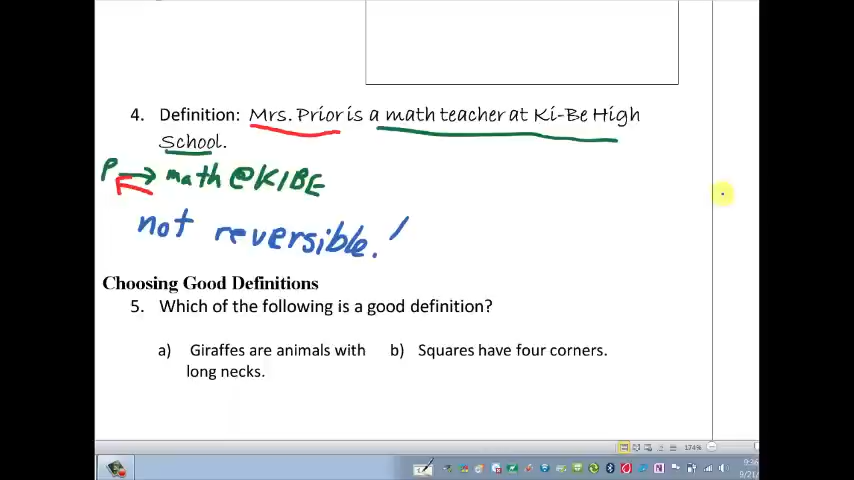 4. Definition: Mrs. Prior is a math teacher at Ki-Be High
School.
P → math @ KIBE
not reversible!
Choosing Good Definitions
5. Which of the following is a good definition?
a) Giraffes are animals with b) Squares have four corners.
long necks.
174%